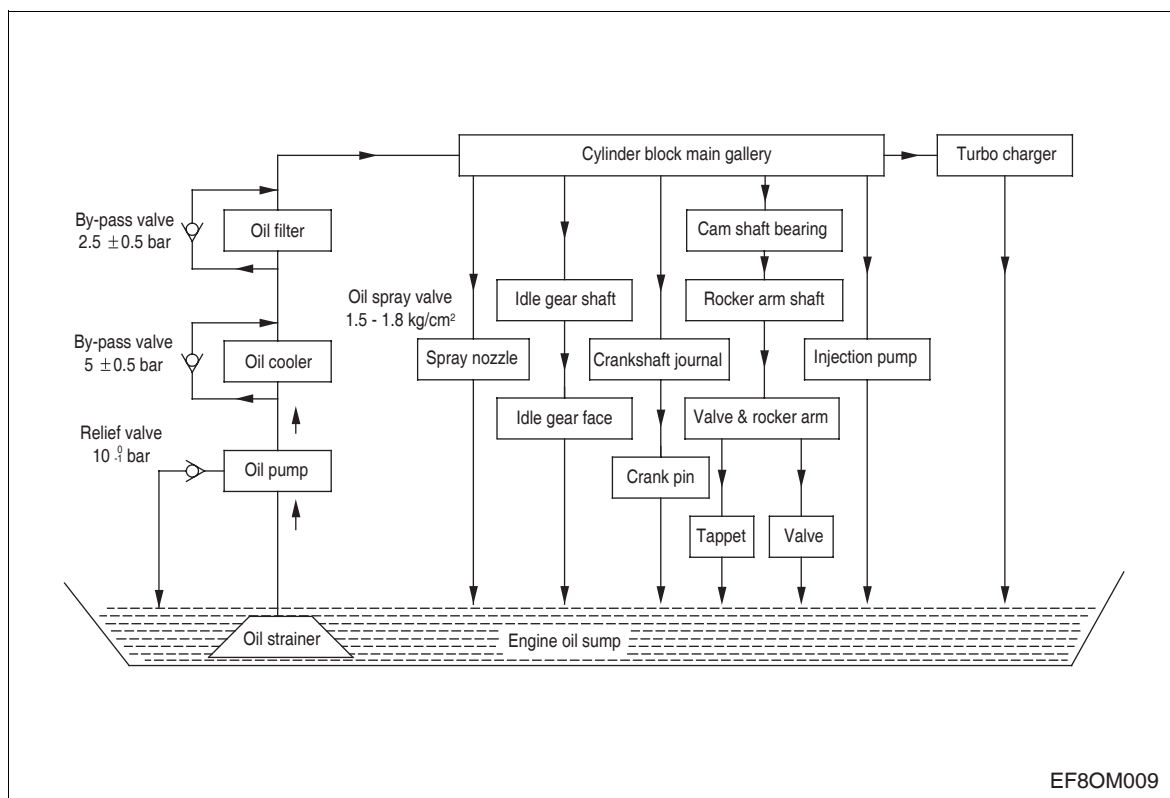 Cylinder block main gallery
Turbo charger
By-pass valve
2.5 ±0.5 bar
Oil filter
Cam shaft bearing
Oil spray valve
1.5 - 1.8 kg/cm²
Idle gear shaft
Rocker arm shaft
By-pass valve
5 ±0.5 bar
Oil cooler
Spray nozzle
Crankshaft journal
Injection pump
Idle gear face
Valve & rocker arm
Relief valve
10 0 -1 bar
Oil pump
Crank pin
Tappet
Valve
Oil strainer
Engine oil sump
EF8OM009